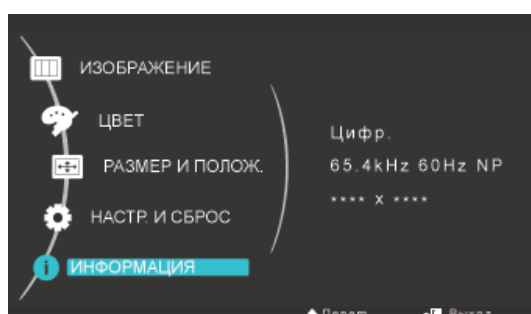 ИЗОБРАЖЕНИЕ
ЦВЕТ
РАЗМЕР И ПОЛОЖ.
НАСТР. И СБРОС
ИНФОРМАЦИЯ
Цифр.
65.4kHz 60Hz NP
**** X ****